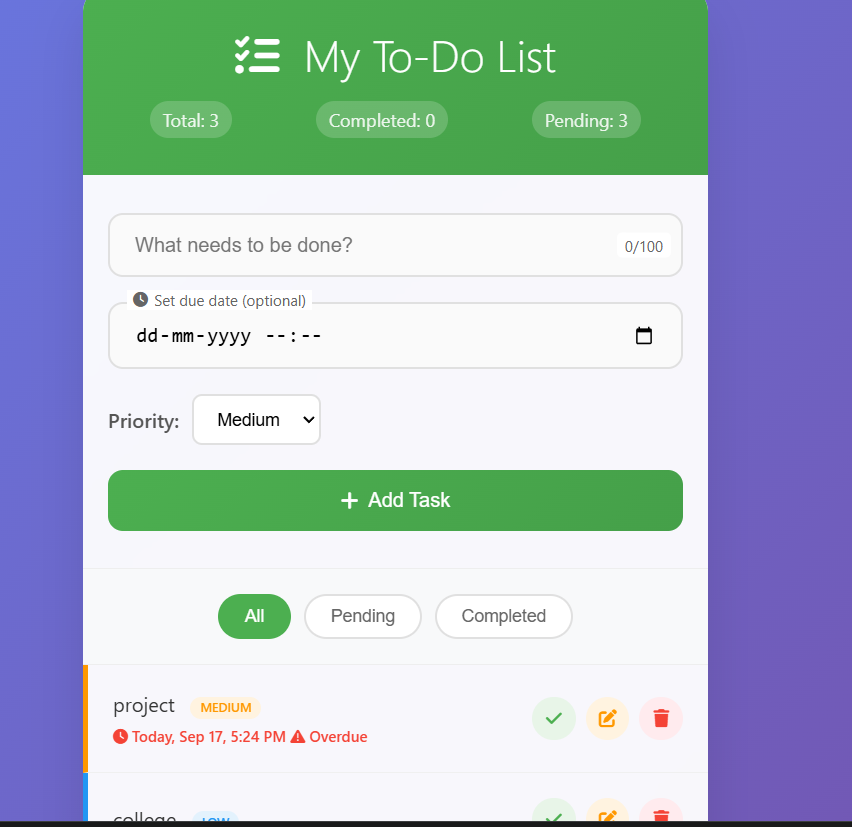 My To-Do List
Total: 3 Completed: 0 Pending: 3
What needs to be done? 0/100
Set due date (optional)
dd-mm-yyyy --:--
Priority: Medium
Add Task
All Pending Completed
project MEDIUM
Today, Sep 17, 5:24 PM Overdue
college LOW